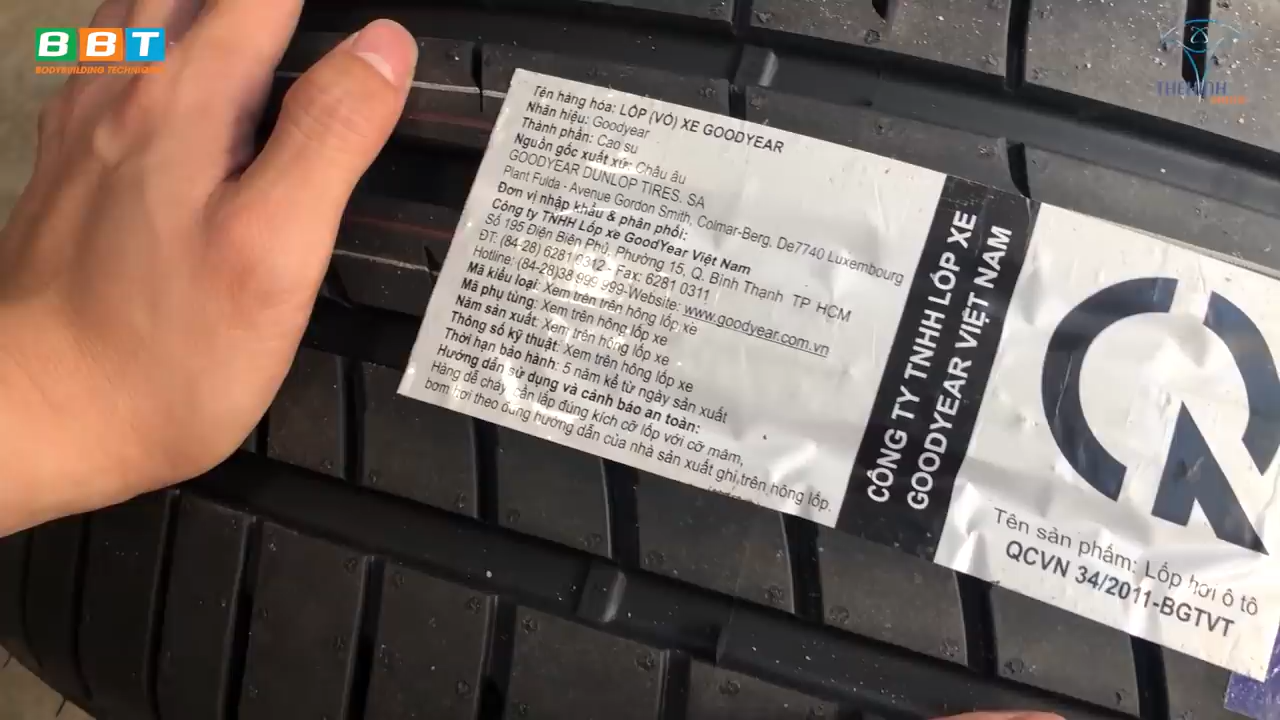 BBT
BODYBUILDING TECHNIQUE
Tên hàng hóa: LỐP (VỎ) XE GOODYEAR
Nhãn hiệu: Goodyear
Thành phần: Cao su
Nguồn gốc xuất xứ: Châu âu
GOODYEAR DUNLOP TIRES. SA
Plant Fulda - Avenue Gordon Smith, Colmar-Berg, De7740 Luxembourg
Đơn vị nhập khẩu & phân phối:
Công ty TNHH Lốp xe GoodYear Việt Nam
Số 195 Điện Biên Phủ, Phường 15, Q. Bình Thạnh TP HCM
ĐT: (84-28) 6281 0312 - Fax: 6281 0311
Hotline: (84-28)38 999 999-Website: www.goodyear.com.vn
Mã kiểu loại: Xem trên trên hông lốp xe
Mã phụ tùng: Xem trên hông lốp xe
Năm sản xuất: Xem trên hông lốp xe
Thông số kỹ thuật: Xem trên hông lốp xe
Thời hạn bảo hành: 5 năm kể từ ngày sản xuất
Hướng dẫn sử dụng và cảnh báo an toàn:
Hàng dễ cháy, cần lắp đúng kích cỡ lốp với cỡ mâm,
bơm hơi theo đúng hướng dẫn của nhà sản xuất ghi trên hông lốp.
CÔNG TY TNHH LỐP XE
GOODYEAR VIỆT NAM
Tên sản phẩm: Lốp hơi ô tô
QCVN 34/2011-BGTVT